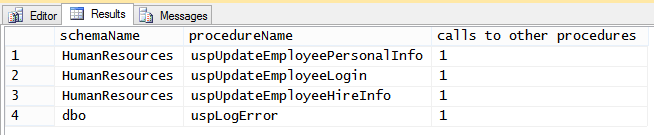 Editor Results Messages
schemaName procedureName calls to other procedures
1 HumanResources uspUpdateEmployeePersonalInfo 1
2 HumanResources uspUpdateEmployeeLogin 1
3 HumanResources uspUpdateEmployeeHireInfo 1
4 dbo uspLogError 1